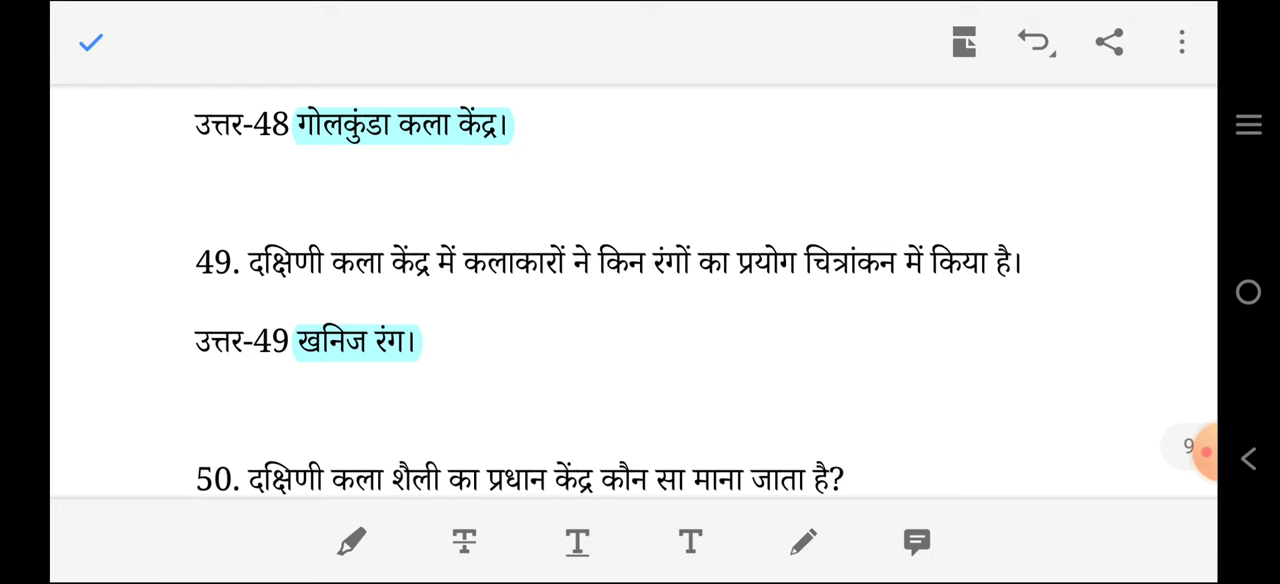 उत्तर-48 गोलकुंडा कला केंद्र।
49. दक्षिणी कला केंद्र में कलाकारों ने किन रंगों का प्रयोग चित्रांकन में किया है।
उत्तर-49 खनिज रंग।
9
50. दक्षिणी कला शैली का प्रधान केंद्र कौन सा माना जाता है?